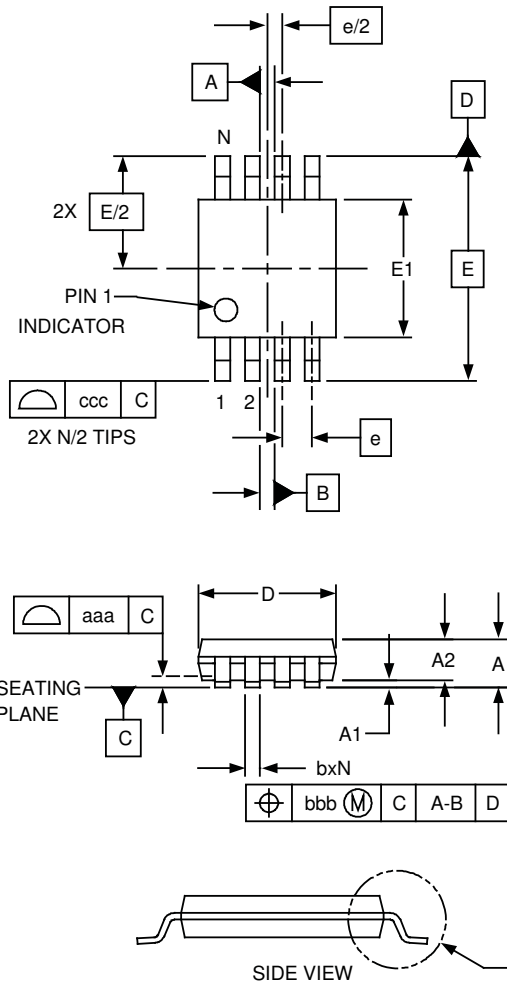 e/2
A
D
N
2X E/2
E1
E
PIN 1
INDICATOR
ccc C
1 2
2X N/2 TIPS
e
B
D
aaa C
A2 A
SEATING
PLANE
C
A1
bxN
bbb M C A-B D
SIDE VIEW